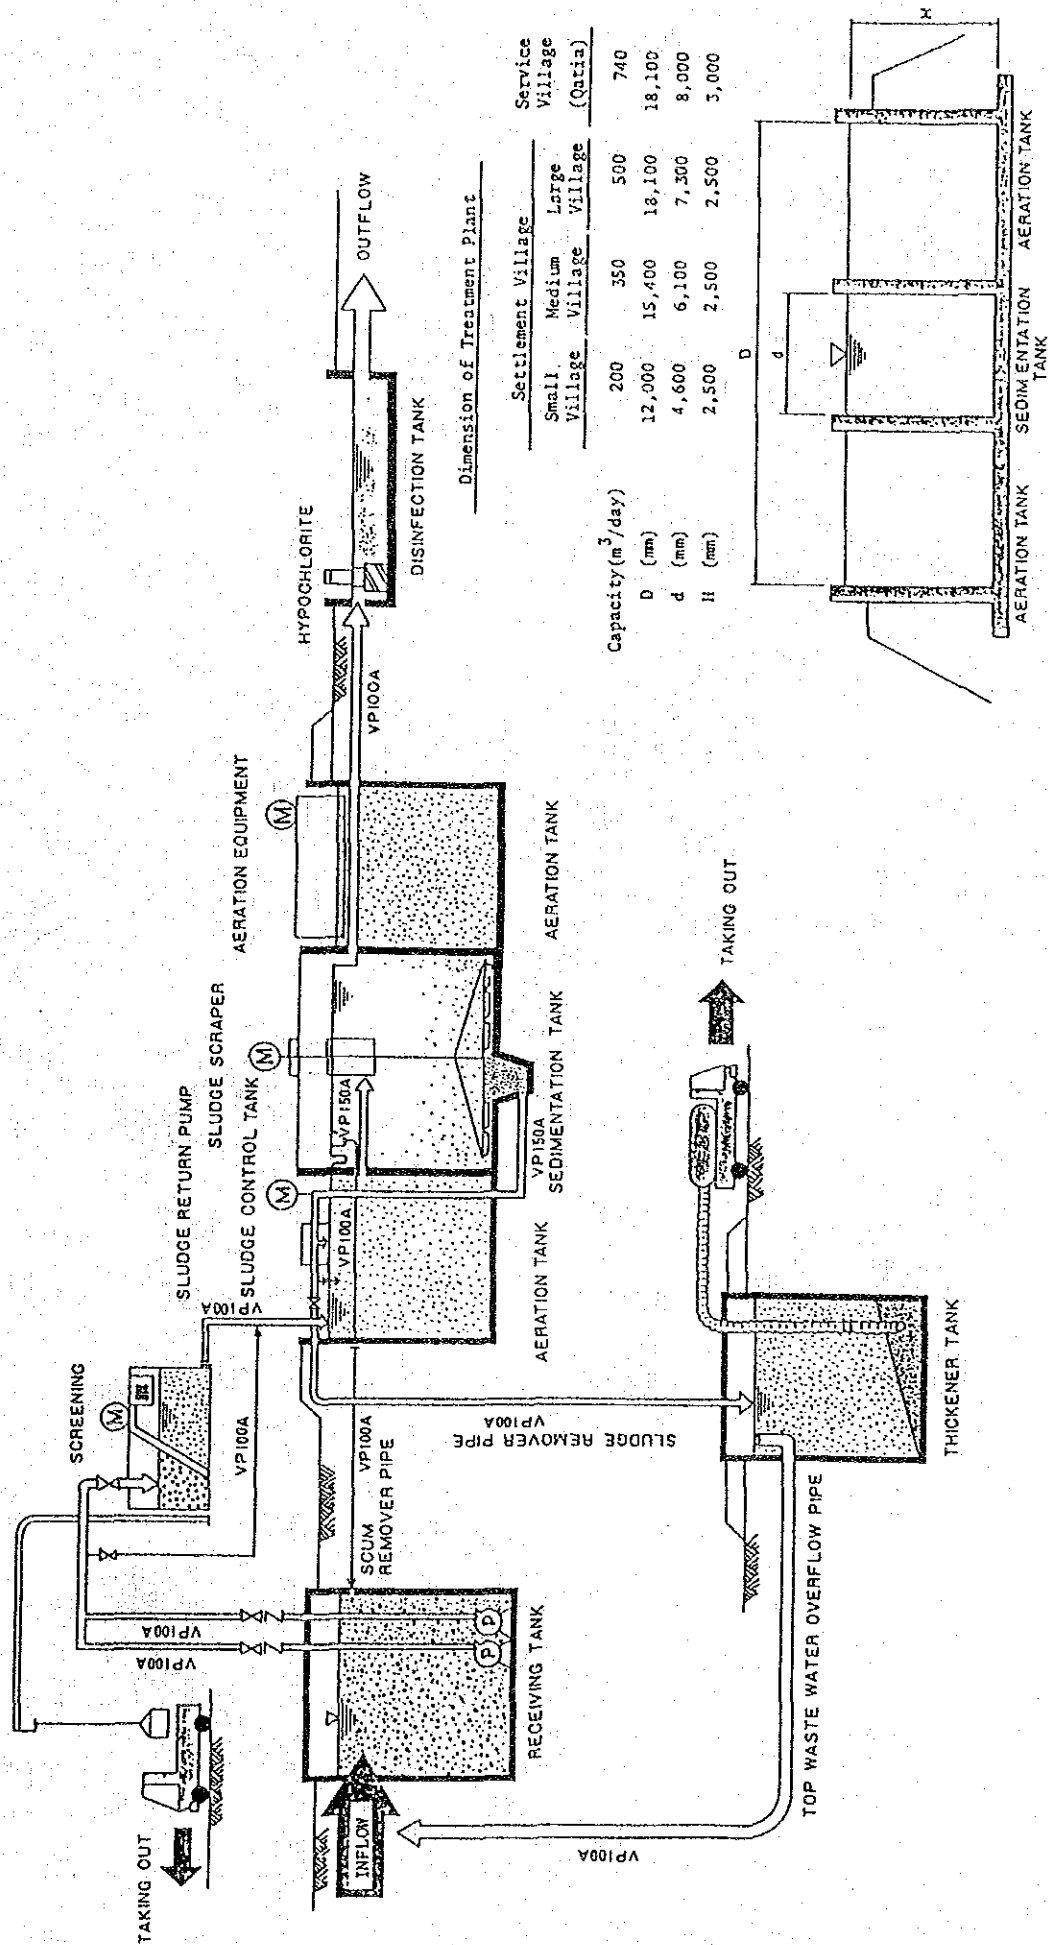 TAKING OUT
SCREENING
M
VP100A
VP100A
VP100A
SLUDGE RETURN PUMP
VP100A
SLUDGE SCRAPER
SLUDGE CONTROL TANK
AERATION EQUIPMENT
M
M
M
HYPOCHLORITE
INFLOW
P
P
RECEIVING TANK
SCUM
REMOVER PIPE
VP100A
VP100A
VP150A
VP150A
AERATION TANK
SEDIMENTATION TANK
AERATION TANK
VP100A
DISINFECTION TANK
OUTFLOW
VP100A
SLUDGE REMOVER PIPE
VP100A
TOP WASTE WATER OVERFLOW PIPE
THICKENER TANK
TAKING OUT
Dimension of Treatment Plant
Settlement Village Service
Small Medium Large Village
Village Village Village (Qatia)
Capacity(m³/day) 200 350 500 740
D (mm) 12,000 15,400 18,100 18,100
d (mm) 4,600 6,100 7,300 8,000
H (mm) 2,500 2,500 2,500 3,000
D
d
H
AERATION TANK
SEDIMENTATION
TANK
AERATION TANK